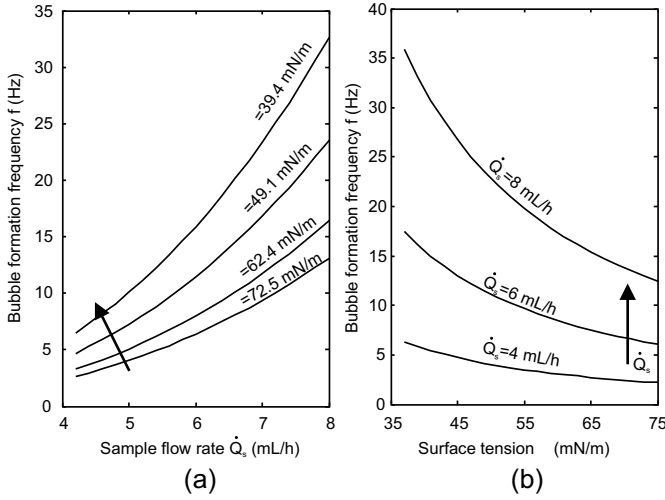 35
30
25
20
15
10
5
0
Bubble formation frequency f (Hz)
=39.4 mN/m
=49.1 mN/m
=62.4 mN/m
=72.5 mN/m
4 5 6 7 8
Sample flow rate Q̇s (mL/h)
(a)
40
35
30
25
20
15
10
5
0
Bubble formation frequency f (Hz)
Q̇s=8 mL/h
Q̇s=6 mL/h
Q̇s=4 mL/h
Q̇s
35 45 55 65 75
Surface tension (mN/m)
(b)